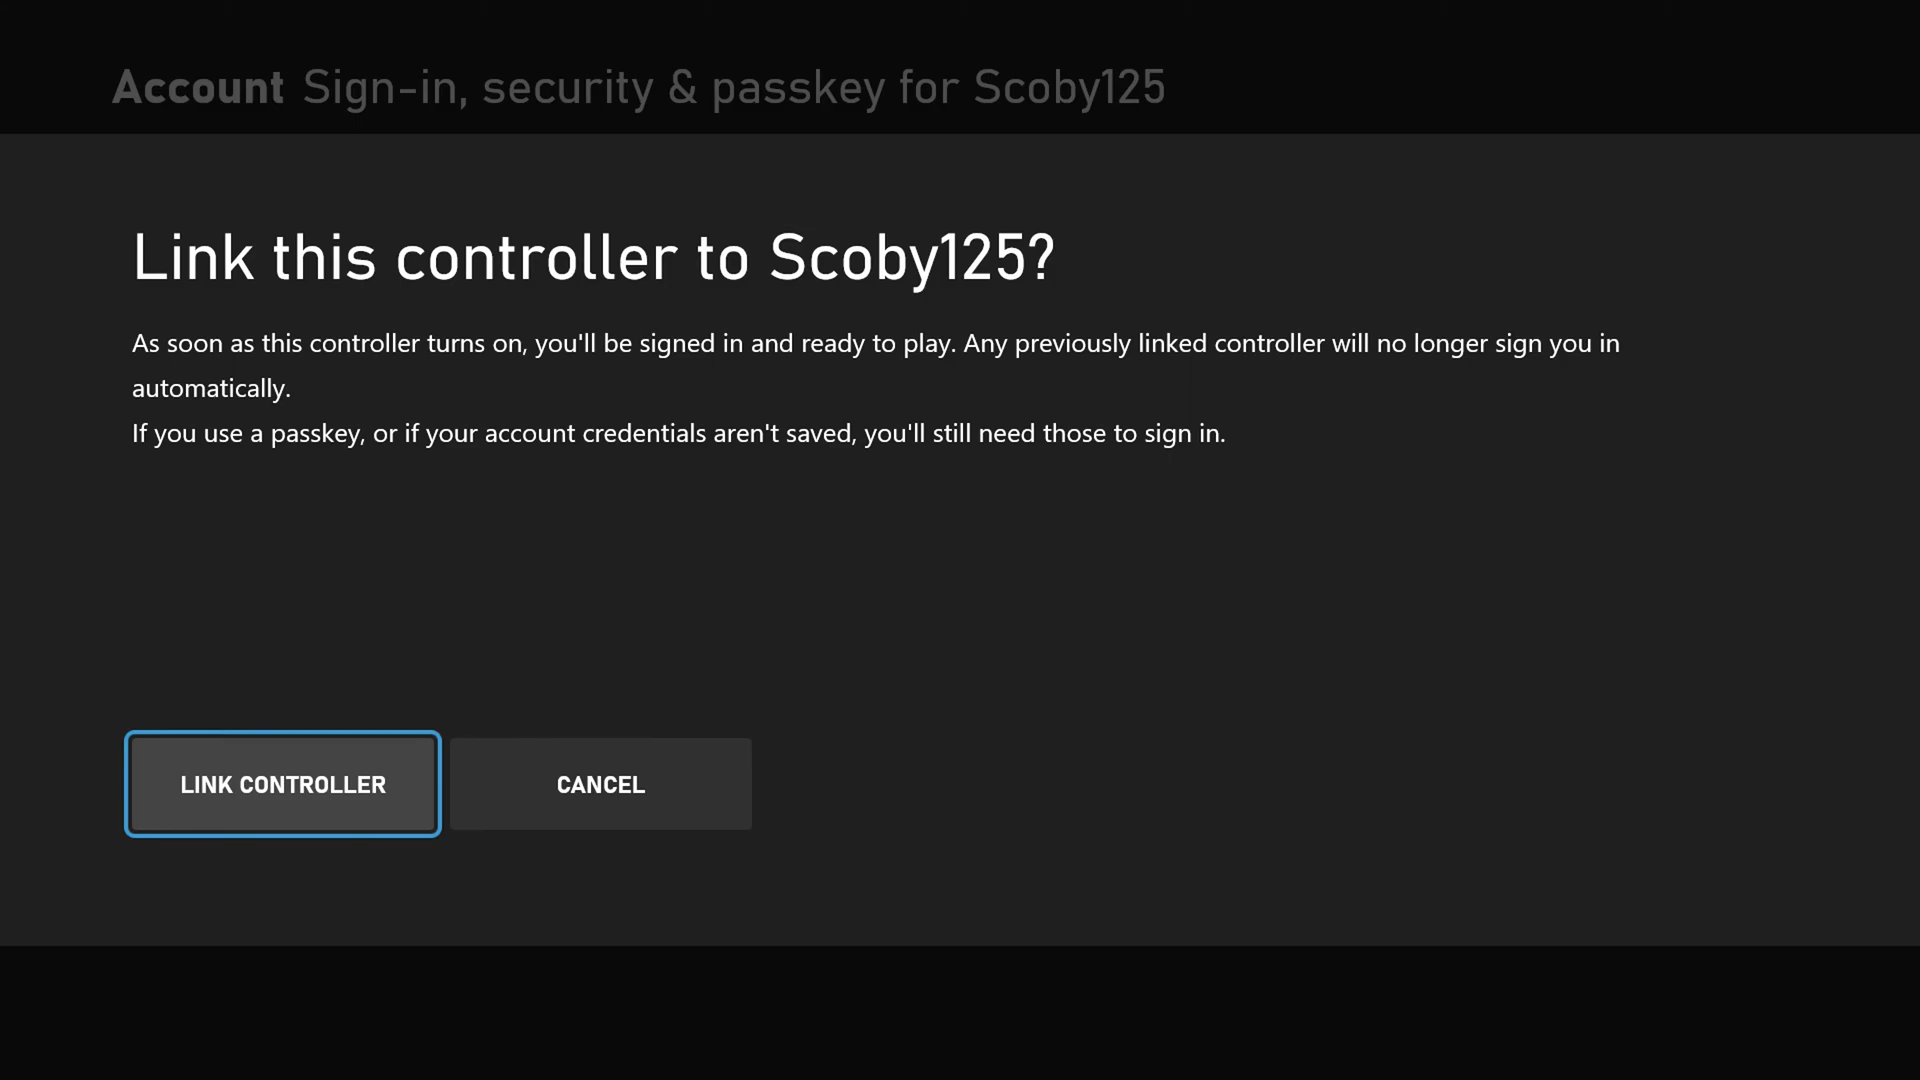 Account Sign-in, security & passkey for Scoby125
Link this controller to Scoby125?
As soon as this controller turns on, you'll be signed in and ready to play. Any previously linked controller will no longer sign you in
automatically.
If you use a passkey, or if your account credentials aren't saved, you'll still need those to sign in.
LINK CONTROLLER
CANCEL